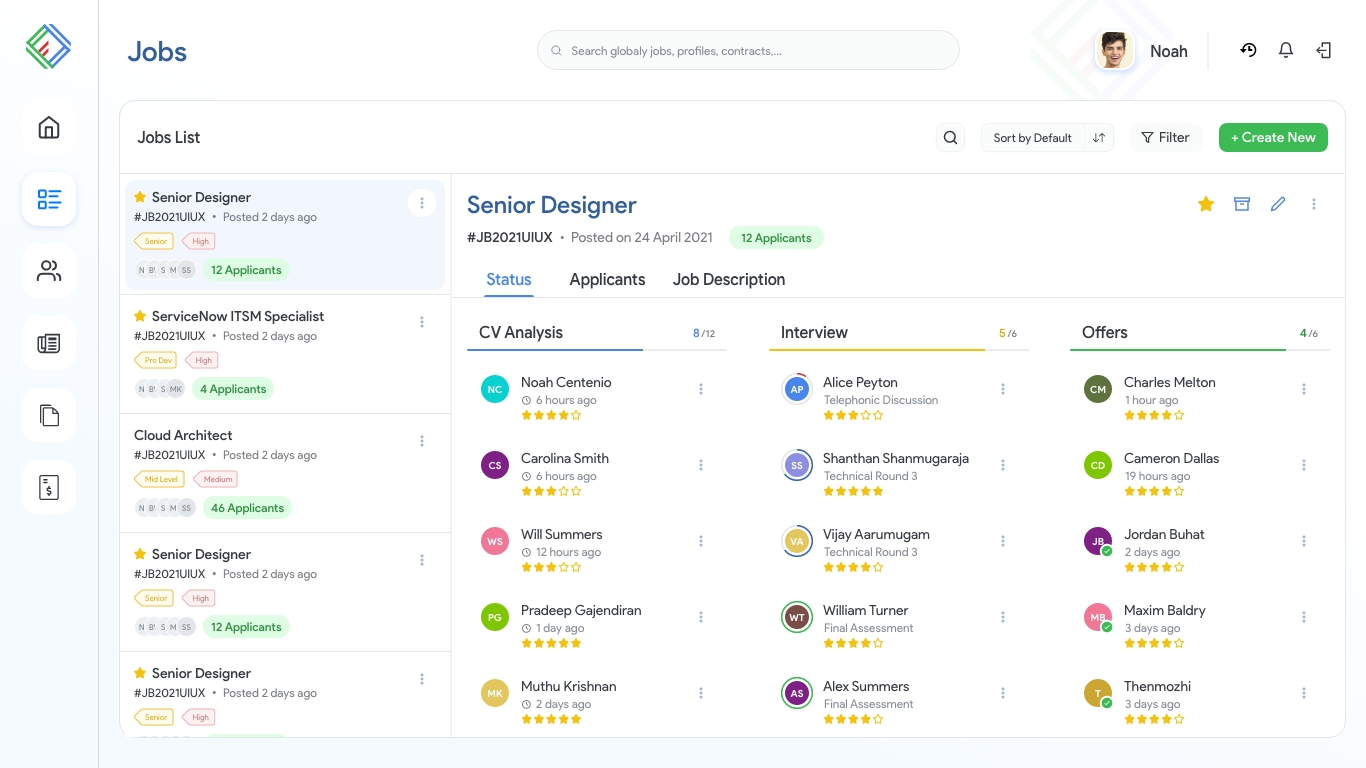 Jobs
Search globaly jobs, profiles, contracts,...
Noah
Jobs List
Sort by Default
Filter
+ Create New
Senior Designer
#JB2021UIUX • Posted 2 days ago
Senior High
N B\ S M SS 12 Applicants
ServiceNow ITSM Specialist
#JB2021UIUX • Posted 2 days ago
Pro Dev High
N B\ S MK 4 Applicants
Cloud Architect
#JB2021UIUX • Posted 2 days ago
Mid Level Medium
N B\ S M SS 46 Applicants
Senior Designer
#JB2021UIUX • Posted 2 days ago
Senior High
N B\ S M SS 12 Applicants
Senior Designer
#JB2021UIUX • Posted 2 days ago
Senior High
Senior Designer
#JB2021UIUX • Posted on 24 April 2021 12 Applicants
Status Applicants Job Description
CV Analysis 8/12
NC Noah Centenio
6 hours ago
CS Carolina Smith
6 hours ago
WS Will Summers
12 hours ago
PG Pradeep Gajendiran
1 day ago
MK Muthu Krishnan
2 days ago
Interview 5/6
AP Alice Peyton
Telephonic Discussion
SS Shanthan Shanmugaraja
Technical Round 3
VA Vijay Aarumugam
Technical Round 3
WT William Turner
Final Assessment
AS Alex Summers
Final Assessment
Offers 4/6
CM Charles Melton
1 hour ago
CD Cameron Dallas
19 hours ago
JB Jordan Buhat
2 days ago
MB Maxim Baldry
3 days ago
T Thenmozhi
3 days ago